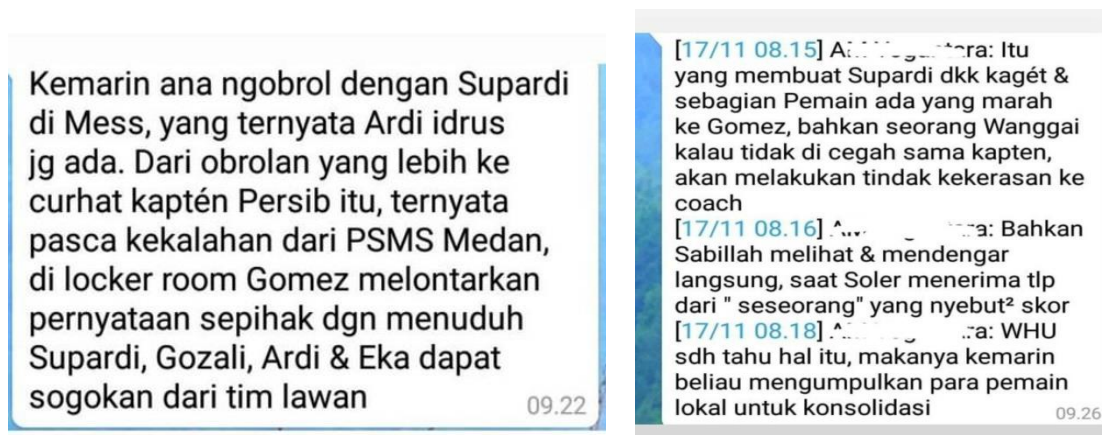 Kemarin ana ngobrol dengan Supardi
di Mess, yang ternyata Ardi idrus
jg ada. Dari obrolan yang lebih ke
curhat kaptén Persib itu, ternyata
pasca kekalahan dari PSMS Medan,
di locker room Gomez melontarkan
pernyataan sepihak dgn menuduh
Supardi, Gozali, Ardi & Eka dapat
sogokan dari tim lawan
09.22
[17/11 08.15] Itu
yang membuat Supardi dkk kagét &
sebagian Pemain ada yang marah
ke Gomez, bahkan seorang Wanggai
kalau tidak di cegah sama kapten,
akan melakukan tindak kekerasan ke
coach
[17/11 08.16] Bahkan
Sabillah melihat & mendengar
langsung, saat Soler menerima tlp
dari " seseorang" yang nyebut² skor
[17/11 08.18] WHU
sdh tahu hal itu, makanya kemarin
beliau mengumpulkan para pemain
lokal untuk konsolidasi
09.26